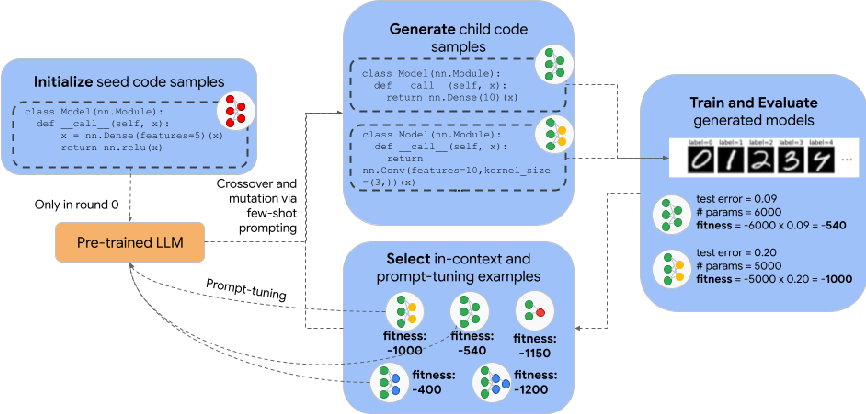 Initialize seed code samples
class Model(nn.Module):
def __call__(self, x):
x = nn.Dense(features=5)(x)
return nn.relu(x)
Only in round 0
Pre-trained LLM
Crossover and
mutation via
few-shot
prompting
Prompt-tuning
Generate child code
samples
class Model(nn.Module):
def __call__(self, x):
return nn.Dense(10)(x)
class Model(nn.Module):
def __call__(self, x):
return
nn.Conv(features=10,kernel_size
=(3,))(x)
Select in-context and
prompt-tuning examples
fitness:
-1000
fitness:
-540
fitness:
-1150
fitness:
-400
fitness:
-1200
Train and Evaluate
generated models
label=0 label=1 label=2 label=3 label=4
0 1 2 3 4 ...
test error = 0.09
# params = 6000
fitness = -6000 x 0.09 = -540
test error = 0.20
# params = 5000
fitness = -5000 x 0.20 = -1000